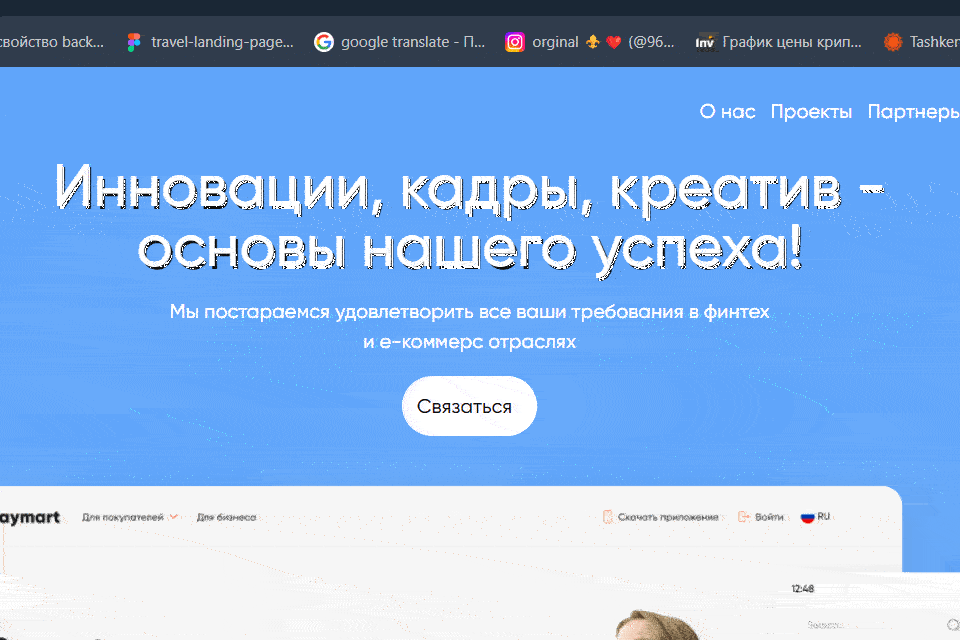 свойство back... travel-landing-page... google translate - П... orginal ⚜️ ❤️ (@96... inv График цены крип... Tashken
О нас Проекты Партнеры
Инновации, кадры, креатив –
основы нашего успеха!
Мы постараемся удовлетворить все ваши требования в финтех
и е-коммерс отраслях
Связаться
aymart Для покупателей Для бизнеса Скачать приложение Войти RU
12:48